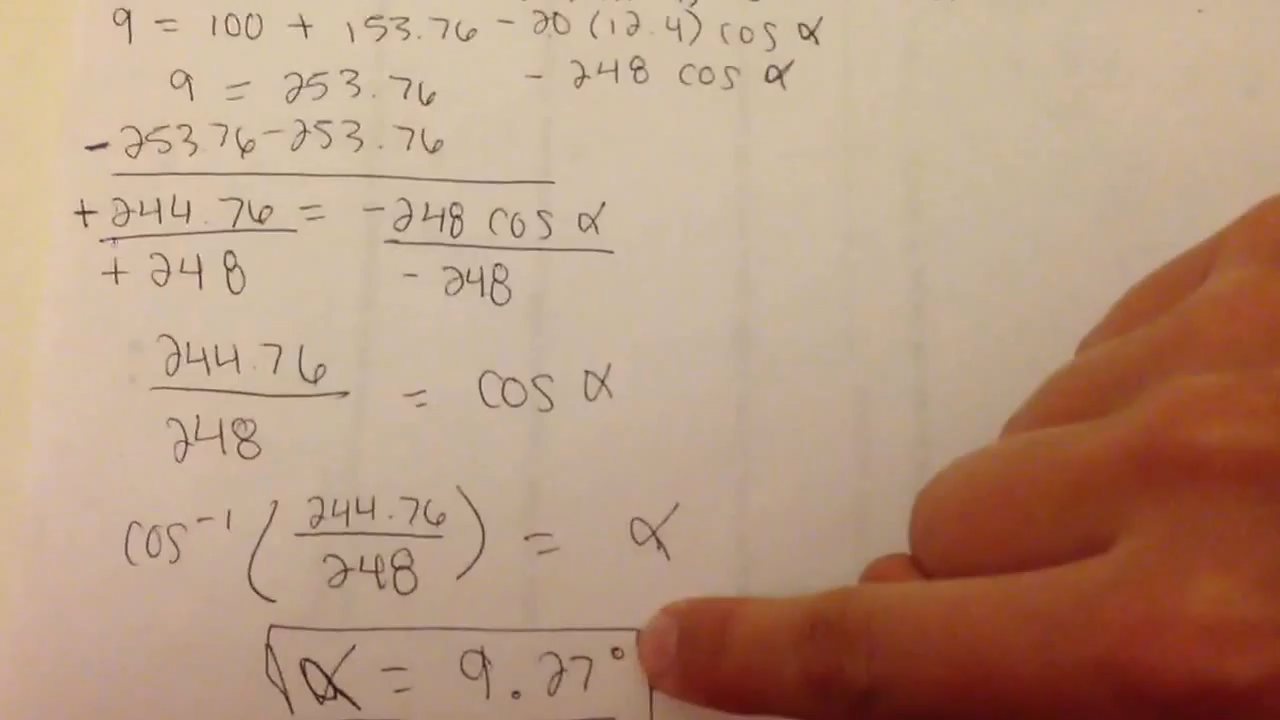 9 = 100 + 153.76 - 20 (12.4) cos α
9 = 253.76 - 248 cos α
- 253.76 - 253.76
+ 244.76 = - 248 cos α
+ 248 - 248
244.76 = cos α
248
cos⁻¹ ( 244.76 ) = α
248
α = 9.27°